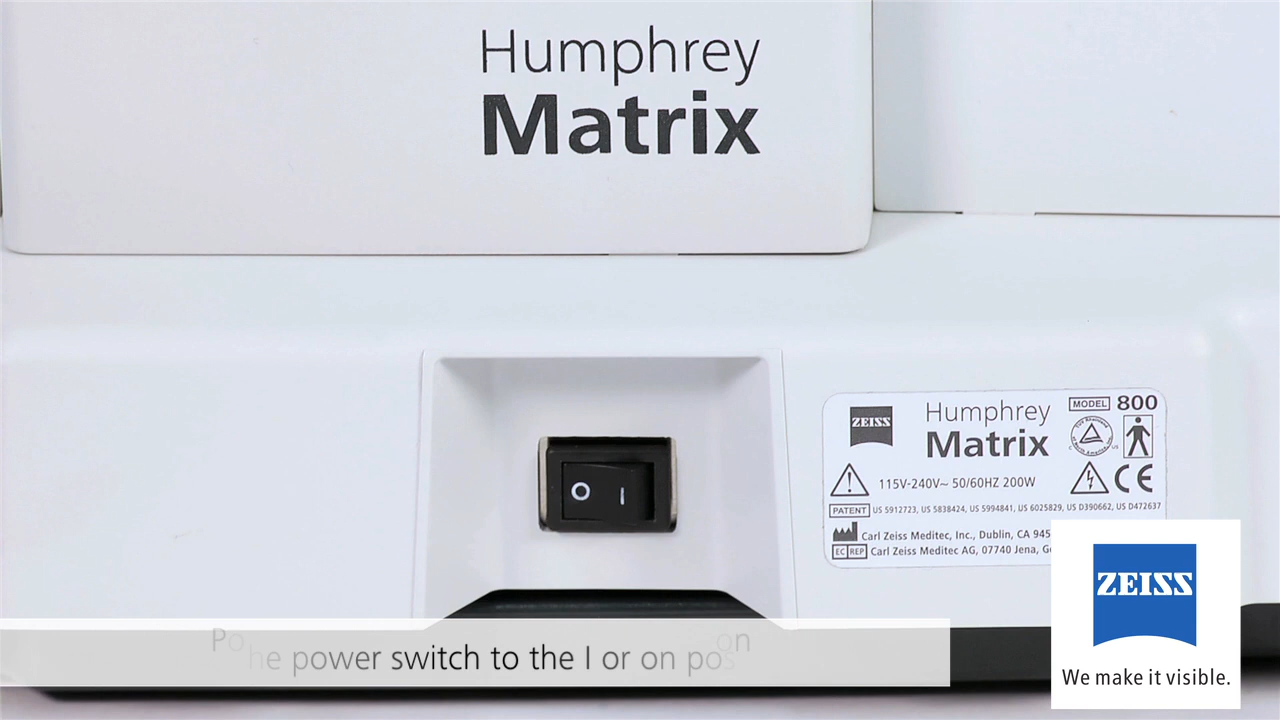 Humphrey
Matrix
O I
ZEISS
Humphrey
Matrix
MODEL 800
115V-240V~ 50/60HZ 200W
CE
PATENT US 5912723, US 5838424, US 5994841, US 6025829, US D390662, US D472637
Carl Zeiss Meditec, Inc., Dublin, CA 945
EC REP Carl Zeiss Meditec AG, 07740 Jena,
power switch to the I or on pos
ZEISS
We make it visible.